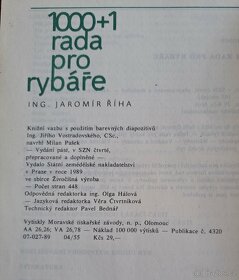 1000+1
rada
pro
rybáře
ING. JAROMÍR ŘÍHA
Knižní vazbu s použitím barevných diapozitivů
Ing. Jiřího Vostradovského, CSc.,
navrhl Milan Pašek
— Vydání páté, v SZN čtvrté,
přepracované a doplněné —
Vydalo Státní zemědělské nakladatelství
v Praze v roce 1989
ve sbírce Živočišná výroba
— Počet stran 448
Odpovědná redaktorka ing. Olga Hálová
— Jazyková redaktorka Věra Čvrtníková
Technický redaktor Pavel Bednář
Vytiskly Moravské tiskařské závody, n. p., Olomouc
AA 26,26; VA 26,78 — Náklad 100 000 výtisků — Publikace č. 4320
07-027-89 04/55 Kčs 29,—